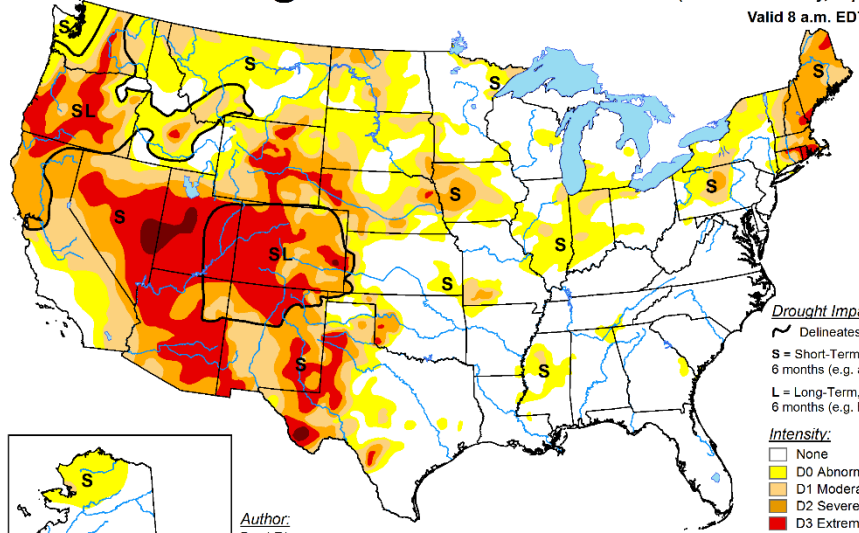 Valid 8 a.m. EDT
S
S
S
S
SL
S
S
S
S
SL
S
S
S
S
S
Drought Impa
Delineates
S = Short-Term
6 months (e.g. a
L = Long-Term,
6 months (e.g.
Intensity:
None
D0 Abnorm
D1 Modera
D2 Severe
D3 Extrem
Author: